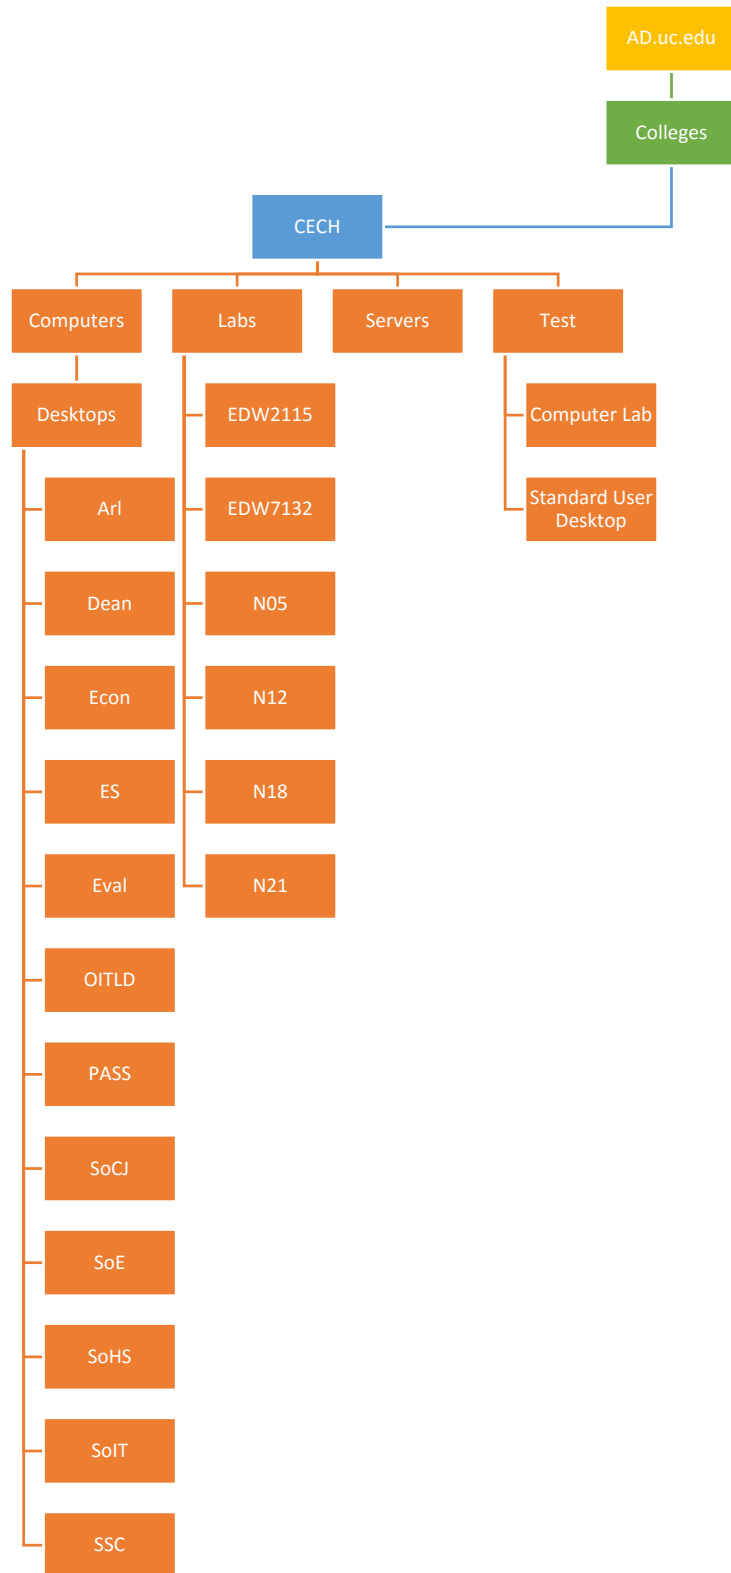 AD.uc.edu
Colleges
CECH
Computers
Labs
Servers
Test
Desktops
EDW2115
Computer Lab
Arl
EDW7132
Standard User
Desktop
Dean
N05
Econ
N12
ES
N18
Eval
N21
OITLD
PASS
SoCJ
SoE
SoHS
SoIT
SSC